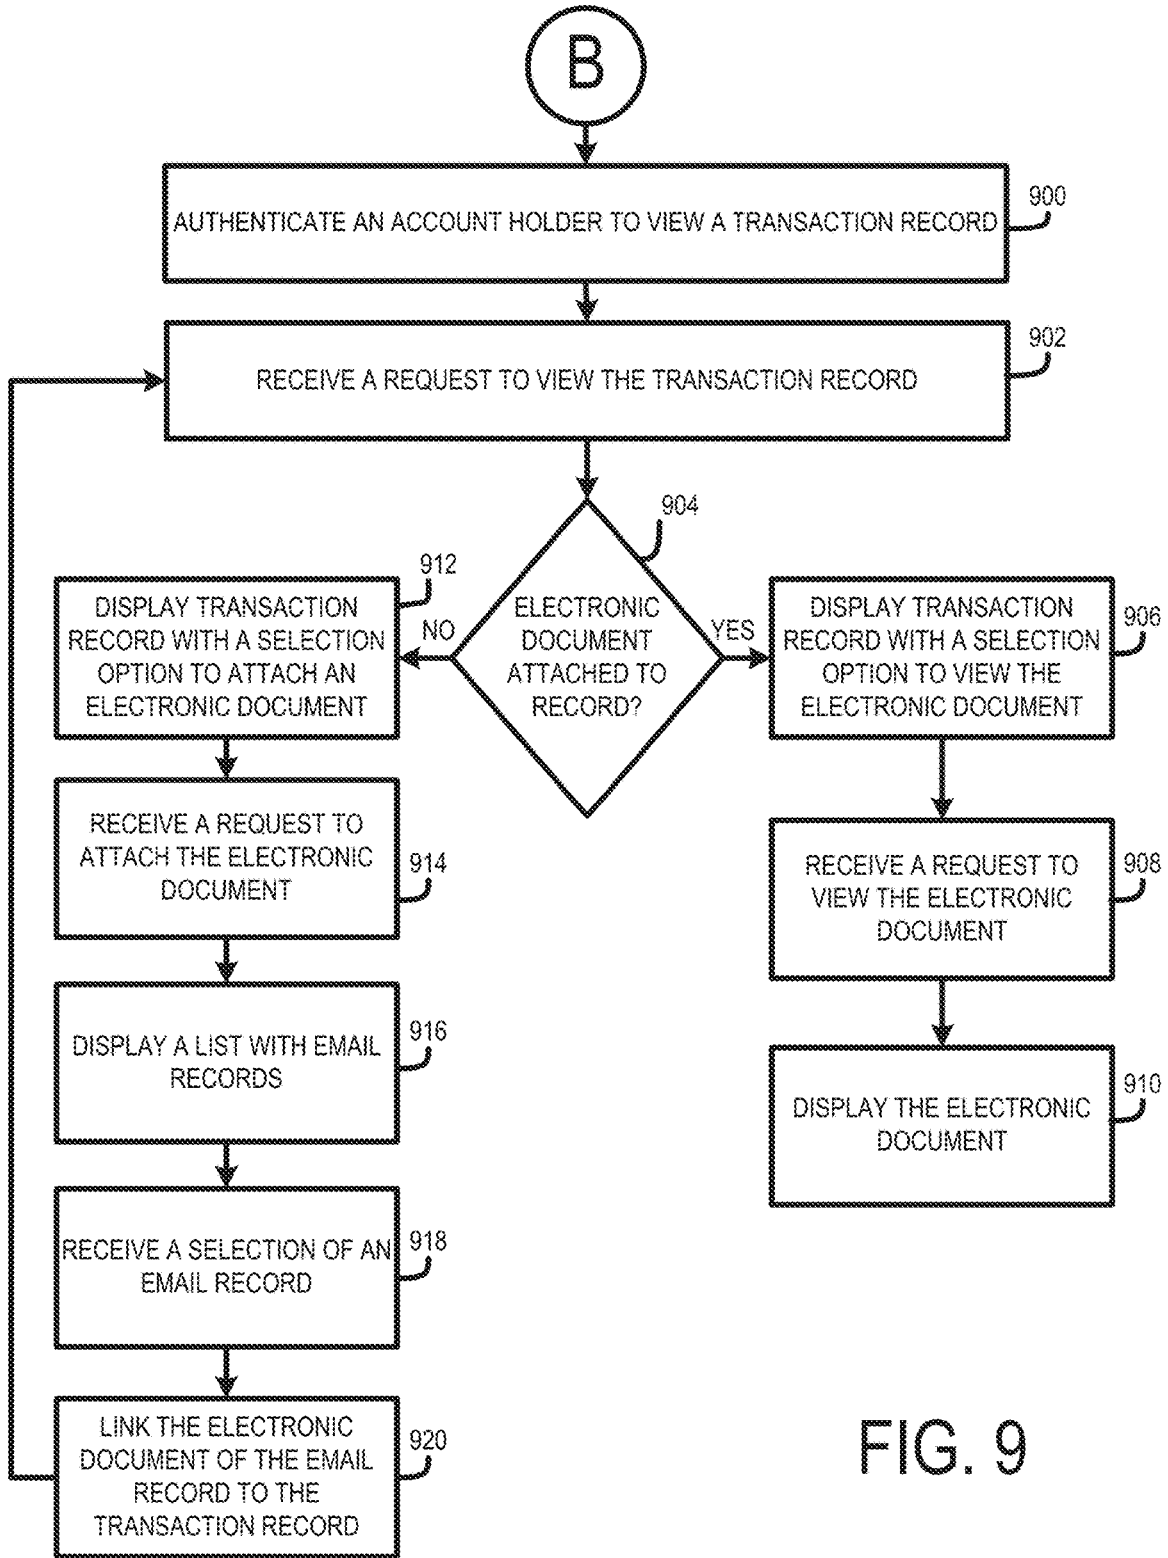 B
AUTHENTICATE AN ACCOUNT HOLDER TO VIEW A TRANSACTION RECORD
900
RECEIVE A REQUEST TO VIEW THE TRANSACTION RECORD
902
ELECTRONIC
DOCUMENT
ATTACHED TO
RECORD?
904
NO
YES
DISPLAY TRANSACTION
RECORD WITH A SELECTION
OPTION TO ATTACH AN
ELECTRONIC DOCUMENT
912
RECEIVE A REQUEST TO
ATTACH THE ELECTRONIC
DOCUMENT
914
DISPLAY A LIST WITH EMAIL
RECORDS
916
RECEIVE A SELECTION OF AN
EMAIL RECORD
918
LINK THE ELECTRONIC
DOCUMENT OF THE EMAIL
RECORD TO THE
TRANSACTION RECORD
920
DISPLAY TRANSACTION
RECORD WITH A SELECTION
OPTION TO VIEW THE
ELECTRONIC DOCUMENT
906
RECEIVE A REQUEST TO
VIEW THE ELECTRONIC
DOCUMENT
908
DISPLAY THE ELECTRONIC
DOCUMENT
910
FIG. 9